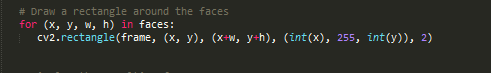 # Draw a rectangle around the faces
for (x, y, w, h) in faces:
cv2.rectangle(frame, (x, y), (x+w, y+h), (int(x), 255, int(y)), 2)